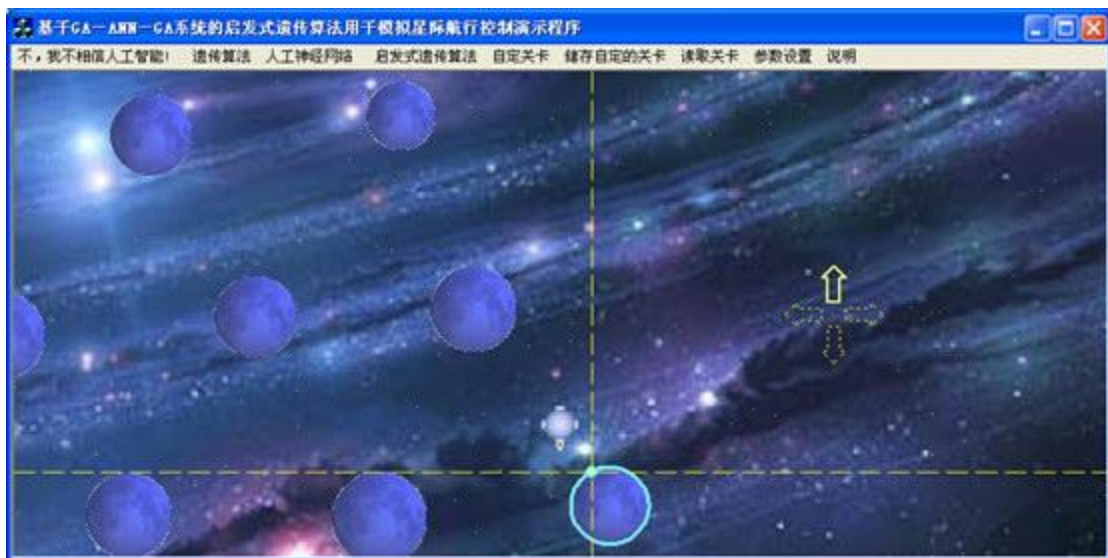 基于GA—ANN—GA系统的启发式遗传算法用于模拟星际航行控制演示程序
不，我不相信人工智能！ 遗传算法 人工神经网络 启发式遗传算法 自定关卡 储存自定的关卡 读取关卡 参数设置 说明